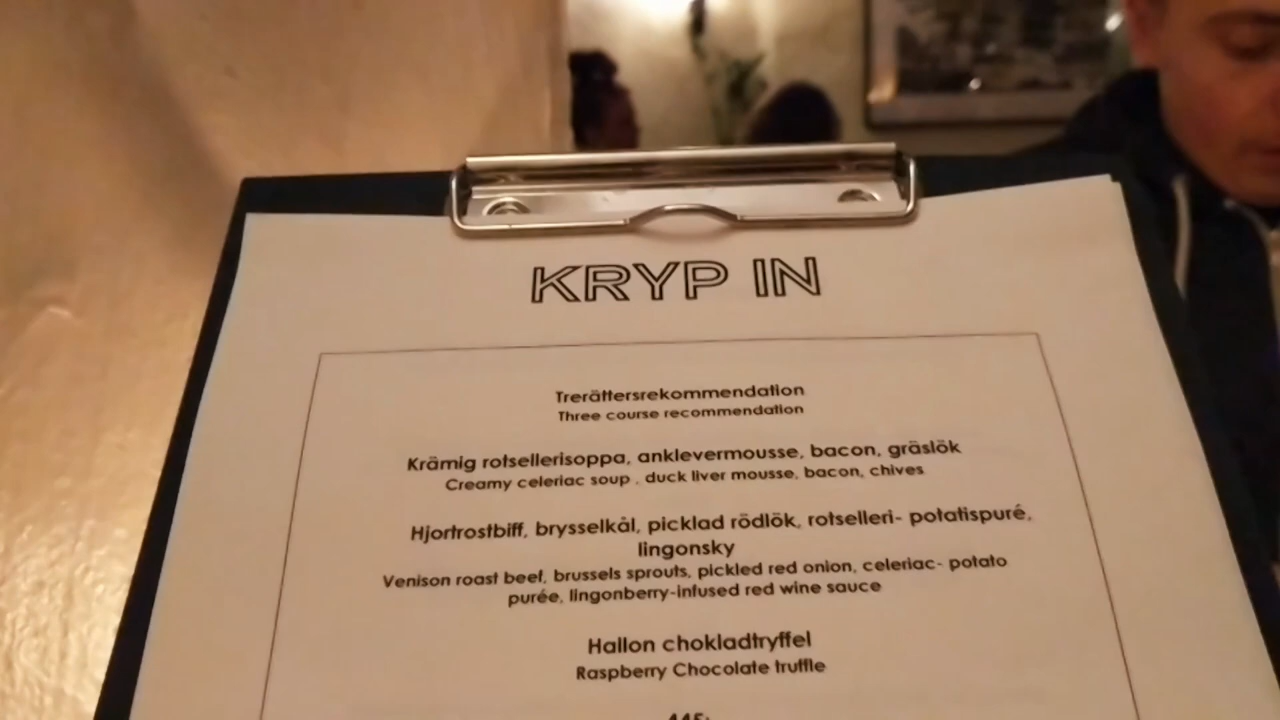 KRYP IN
Trerättersrekommendation
Three course recommendation
Krämig rotsellerisoppa, anklevermousse, bacon, gräslök
Creamy celeriac soup , duck liver mousse, bacon, chives
Hjortrostbiff, brysselkål, picklad rödlök, rotselleri- potatispuré,
lingonsky
Venison roast beef, brussels sprouts, pickled red onion, celeriac- potato
purée, lingonberry-infused red wine sauce
Hallon chokladtryffel
Raspberry Chocolate truffle